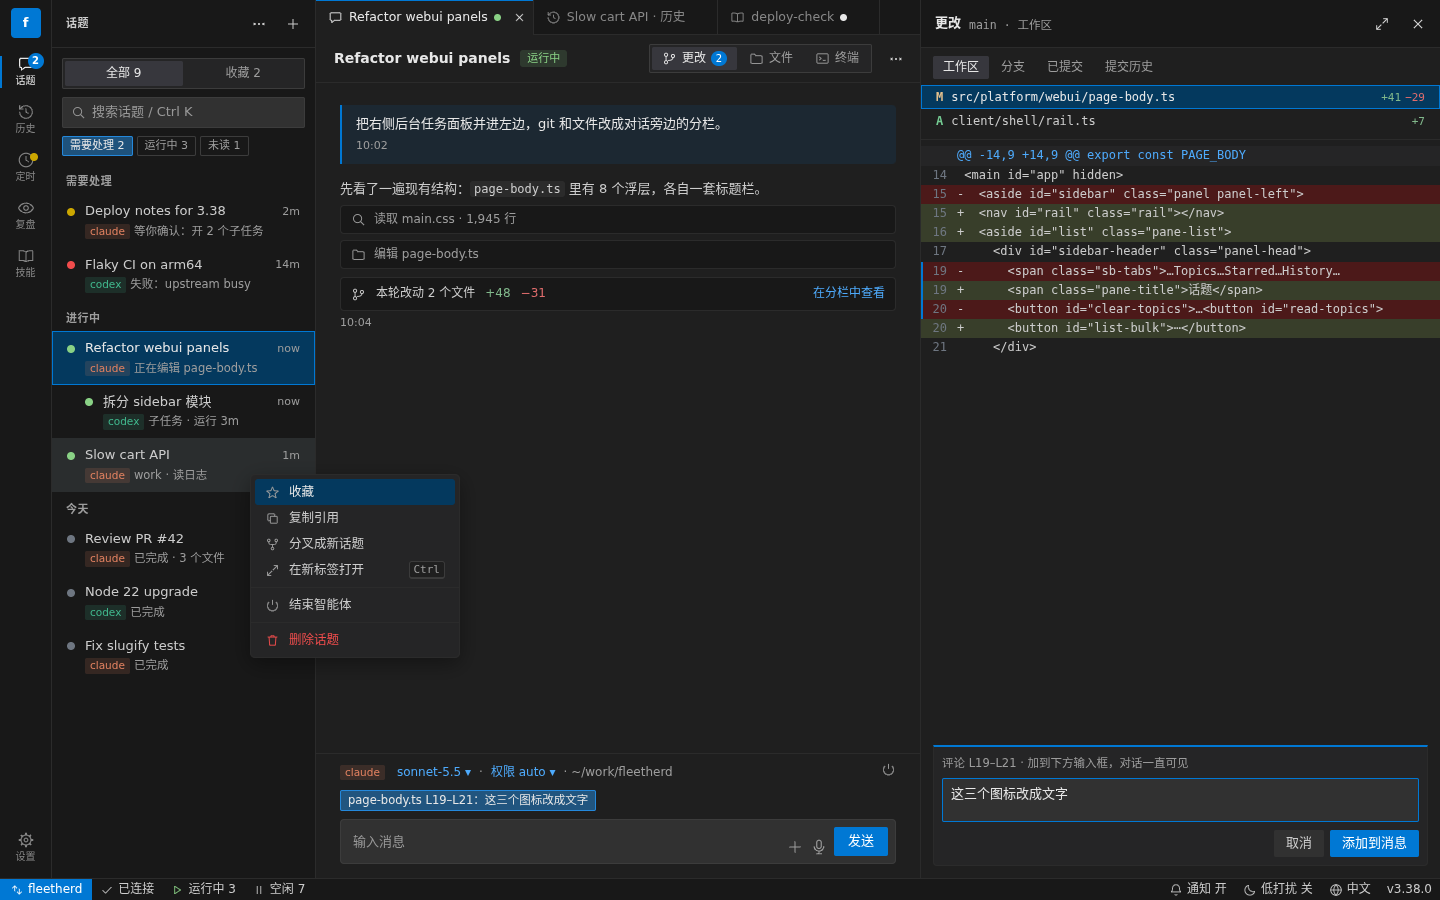 f
2
话题
历史
定时
复盘
技能
设置
话题
全部 9
收藏 2
搜索话题 / Ctrl K
需要处理 2
运行中 3
未读 1
需要处理
Deploy notes for 3.38
2m
claude 等你确认：开 2 个子任务
Flaky CI on arm64
14m
codex 失败：upstream busy
进行中
Refactor webui panels
now
claude 正在编辑 page-body.ts
拆分 sidebar 模块
now
codex 子任务 · 运行 3m
Slow cart API
1m
claude work · 读日志
今天
Review PR #42
claude 已完成 · 3 个文件
Node 22 upgrade
codex 已完成
Fix slugify tests
claude 已完成
收藏
复制引用
分叉成新话题
在新标签打开 Ctrl
结束智能体
删除话题
Refactor webui panels
Slow cart API · 历史
deploy-check
Refactor webui panels 运行中
更改 2
文件
终端
把右侧后台任务面板并进左边，git 和文件改成对话旁边的分栏。
10:02
先看了一遍现有结构：page-body.ts 里有 8 个浮层，各自一套标题栏。
读取 main.css · 1,945 行
编辑 page-body.ts
本轮改动 2 个文件 +48 −31 在分栏中查看
10:04
claude sonnet-5.5 ▾ · 权限 auto ▾ · ~/work/fleetherd
page-body.ts L19–L21：这三个图标改成文字
输入消息
发送
更改 main · 工作区
工作区
分支
已提交
提交历史
M src/platform/webui/page-body.ts +41 −29
A client/shell/rail.ts +7
@@ -14,9 +14,9 @@ export const PAGE_BODY
14 <main id="app" hidden>
15 - <aside id="sidebar" class="panel panel-left">
15 + <nav id="rail" class="rail"></nav>
16 + <aside id="list" class="pane-list">
17 <div id="sidebar-header" class="panel-head">
19 - <span class="sb-tabs">…Topics…Starred…History…
19 + <span class="pane-title">话题</span>
20 - <button id="clear-topics">…<button id="read-topics">
20 + <button id="list-bulk">⋯</button>
21 </div>
评论 L19–L21 · 加到下方输入框，对话一直可见
这三个图标改成文字
取消
添加到消息
fleetherd
已连接
运行中 3
空闲 7
通知 开
低打扰 关
中文
v3.38.0